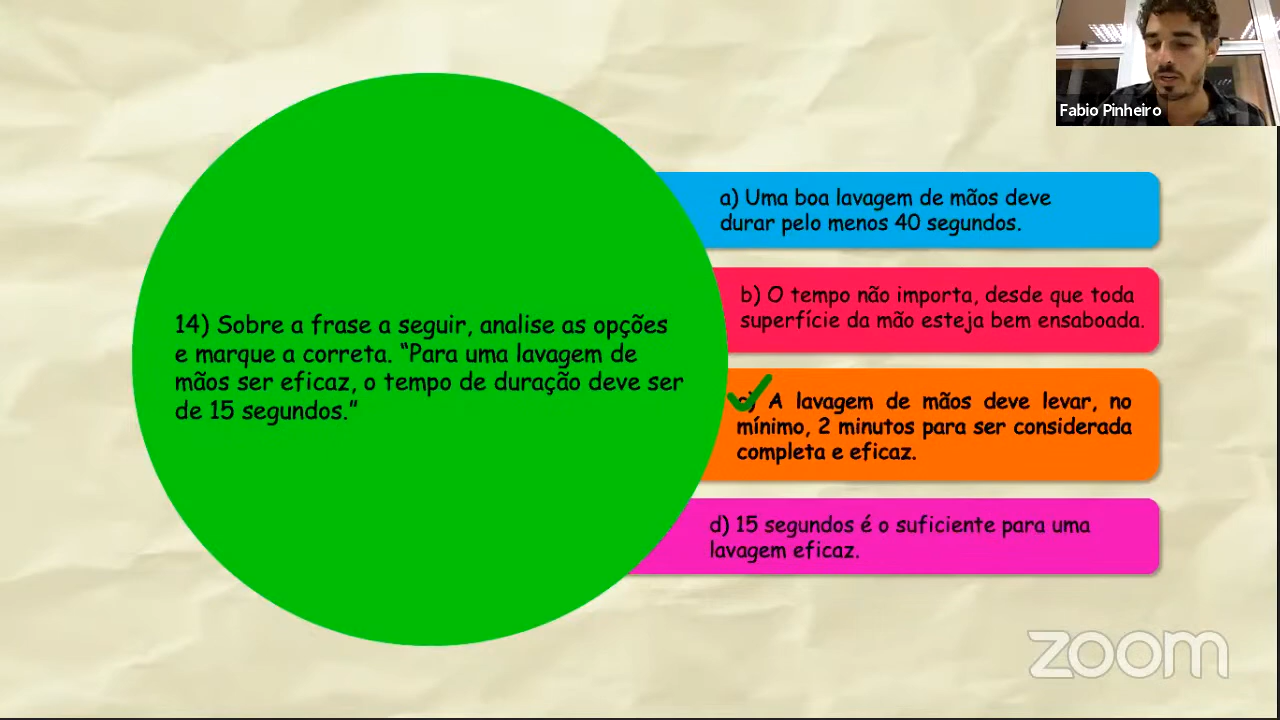 Fabio Pinheiro
14) Sobre a frase a seguir, analise as opções
e marque a correta. “Para uma lavagem de
mãos ser eficaz, o tempo de duração deve ser
de 15 segundos.”
a) Uma boa lavagem de mãos deve
durar pelo menos 40 segundos.
b) O tempo não importa, desde que toda
superfície da mão esteja bem ensaboada.
c) A lavagem de mãos deve levar, no
mínimo, 2 minutos para ser considerada
completa e eficaz.
d) 15 segundos é o suficiente para uma
lavagem eficaz.
zoom